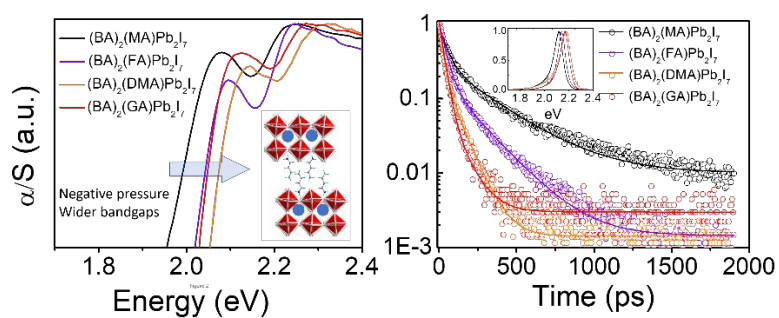 α/S (a.u.)
(BA)₂(MA)Pb₂I₇
(BA)₂(FA)Pb₂I₇
(BA)₂(DMA)Pb₂I₇
(BA)₂(GA)Pb₂I₇
Negative pressure
Wider bandgaps
1.8 2.0 2.2 2.4
Figure 2
Energy (eV)
1
0.1
0.01
1E-3
1.0
0.5
0.0
1.8 2.0 2.2 2.4
eV
(BA)₂(MA)Pb₂I₇
(BA)₂(FA)Pb₂I₇
(BA)₂(DMA)Pb₂I₇
(BA)₂(GA)Pb₂I₇
0 500 1000 1500 2000
Time (ps)